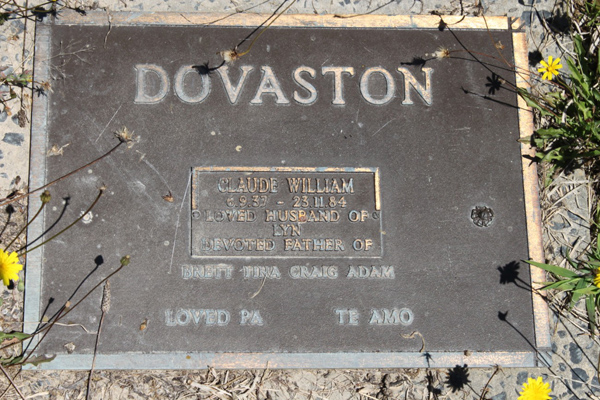 DOVASTON
CLAUDE WILLIAM
6.9.37 - 23.11.84
LOVED HUSBAND OF
LYN
DEVOTED FATHER OF
BRETT TINA CRAIG ADAM
LOVED PA TE AMO